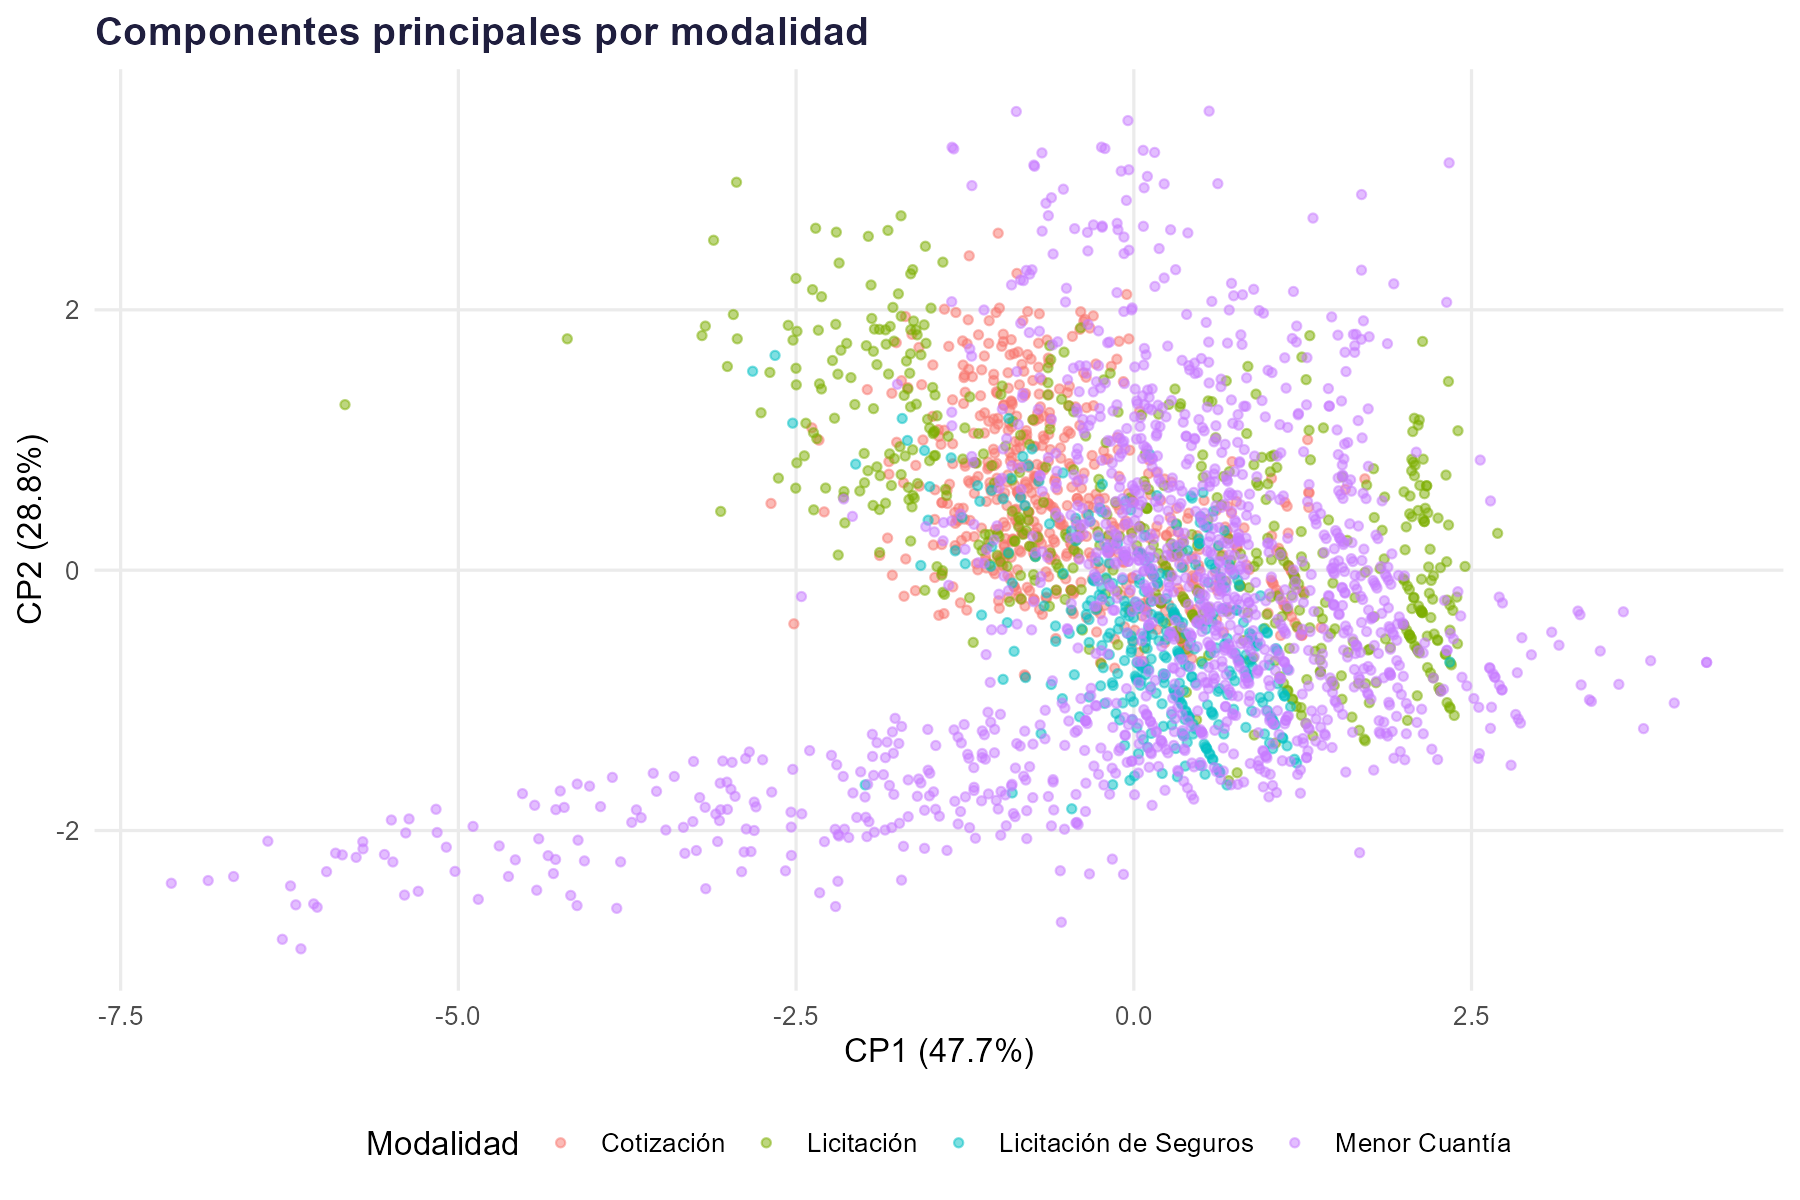 Componentes principales por modalidad
CP2 (28.8%)
2
0
-2
-7.5 -5.0 -2.5 0.0 2.5
CP1 (47.7%)
Modalidad Cotización Licitación Licitación de Seguros Menor Cuantía